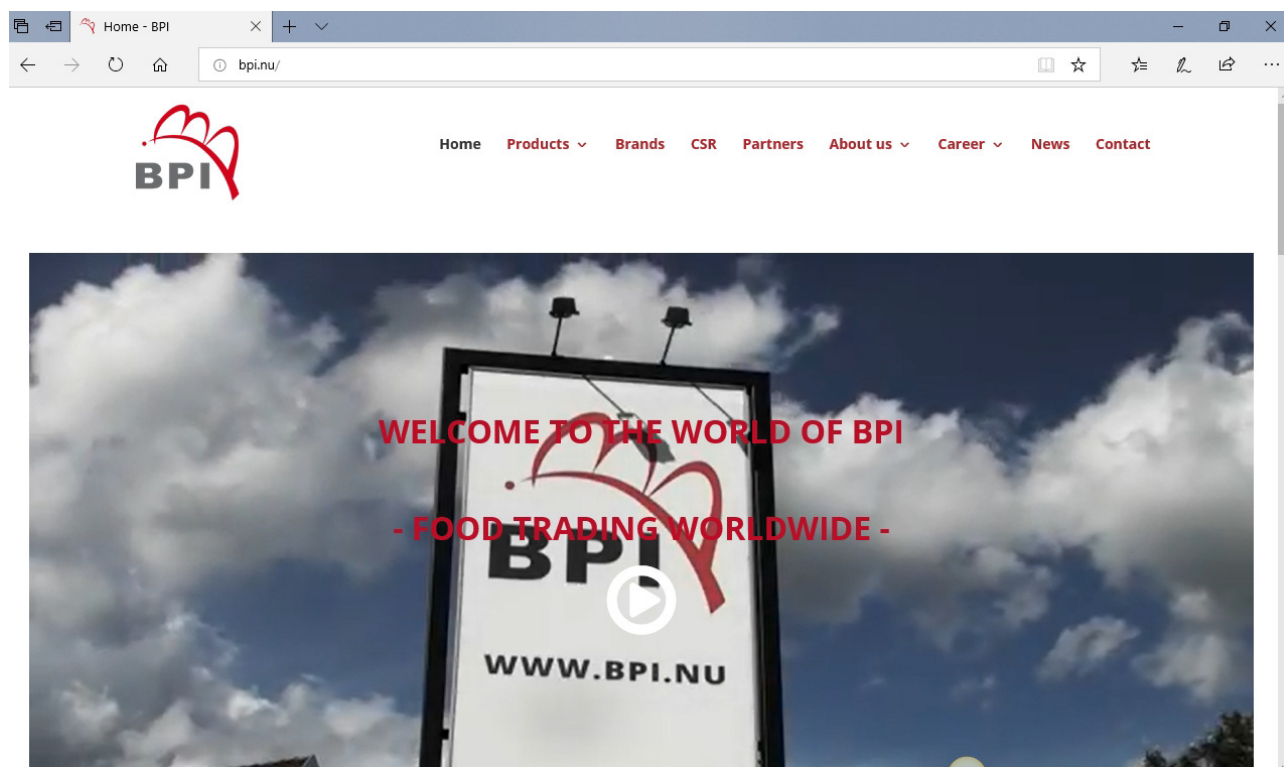 Home - BPI
bpi.nu/
BPI
Home Products Brands CSR Partners About us Career News Contact
WELCOME TO THE WORLD OF BPI
- FOOD TRADING WORLDWIDE -
BPI
WWW.BPI.NU